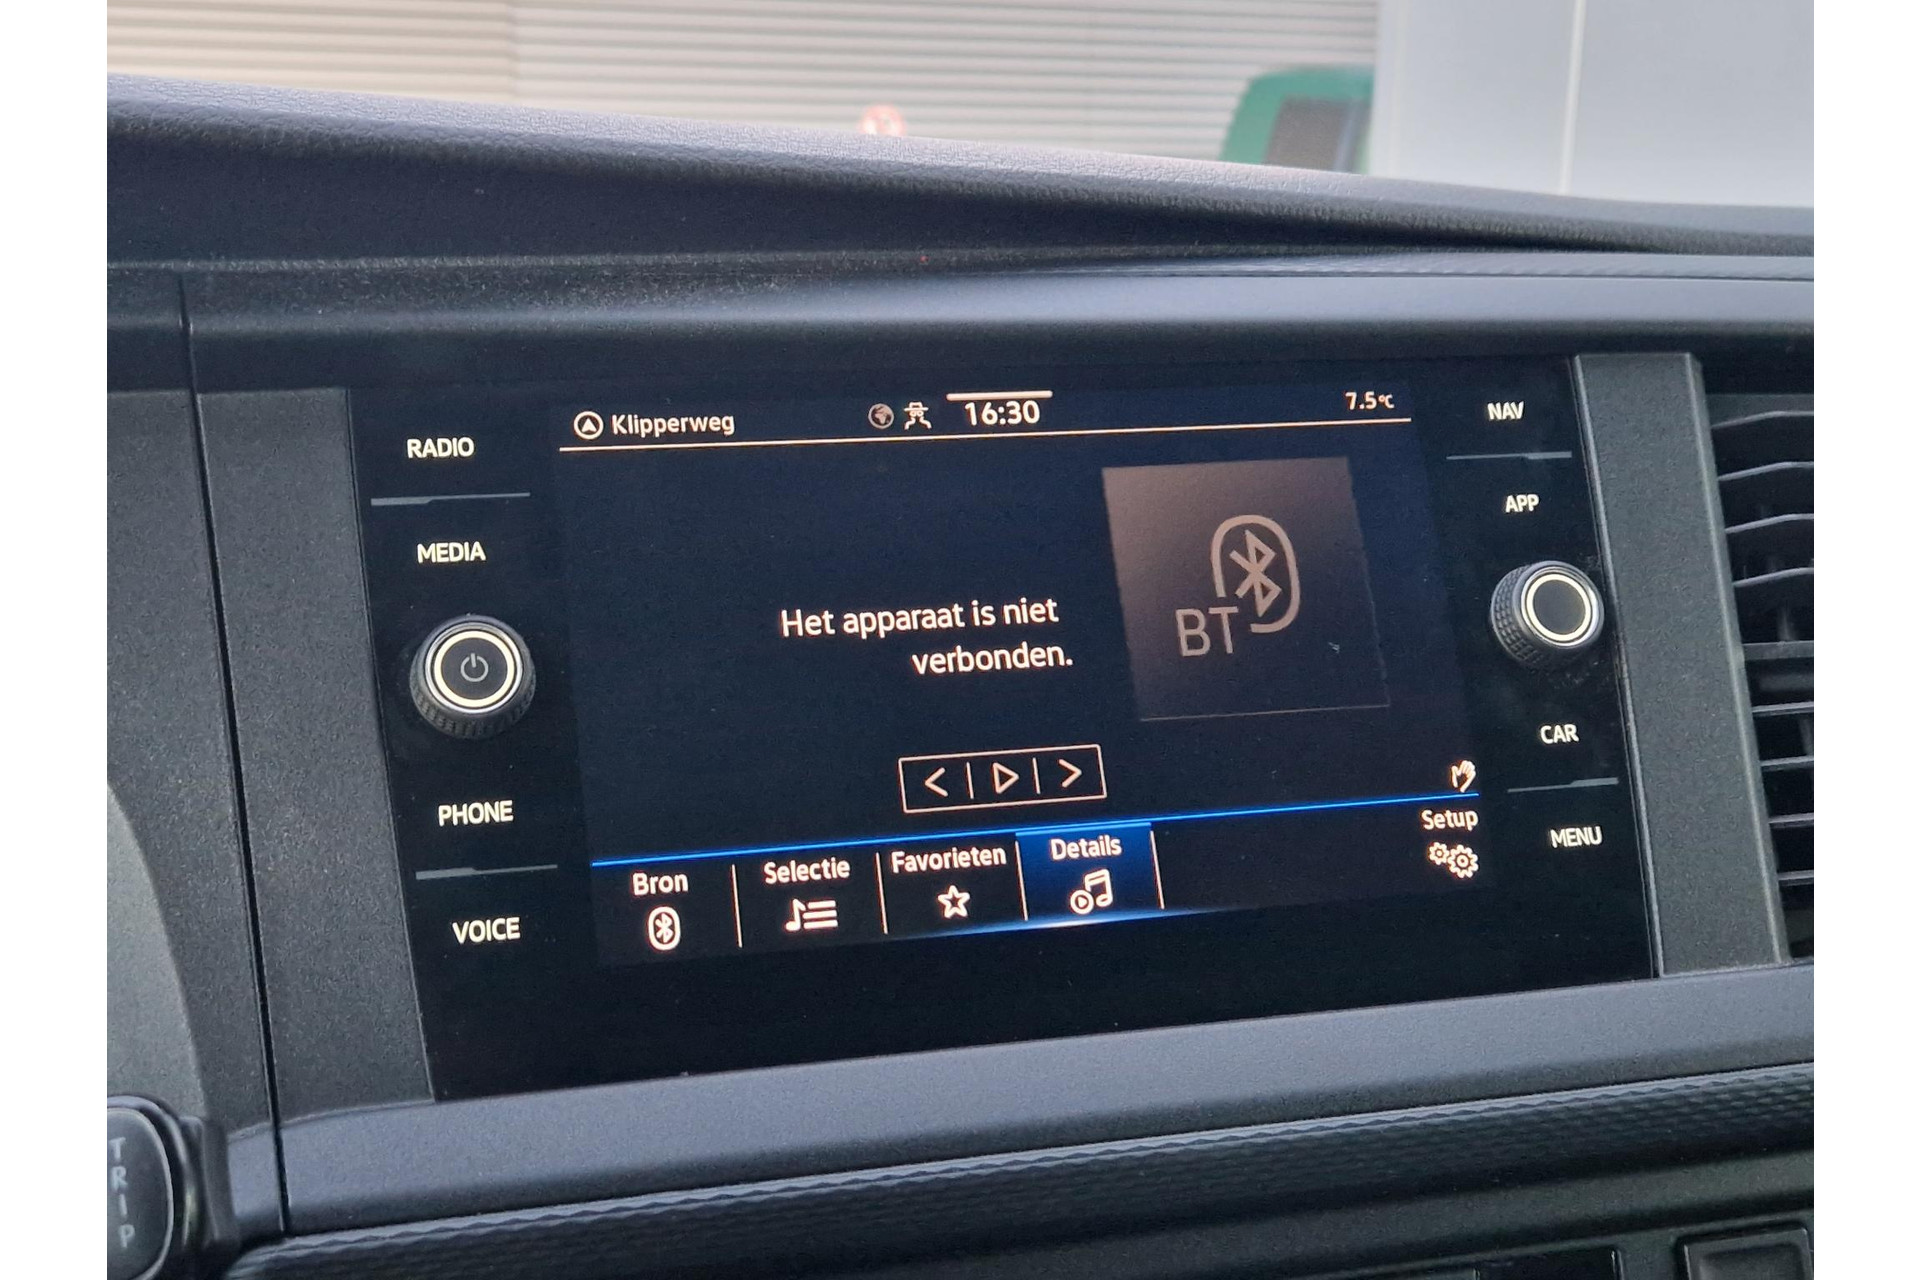 Klipperweg
16:30
7.5°C
RADIO
MEDIA
PHONE
VOICE
NAV
APP
CAR
MENU
Het apparaat is niet
verbonden.
BT
Bron
Selectie
Favorieten
Details
Setup
TRIP